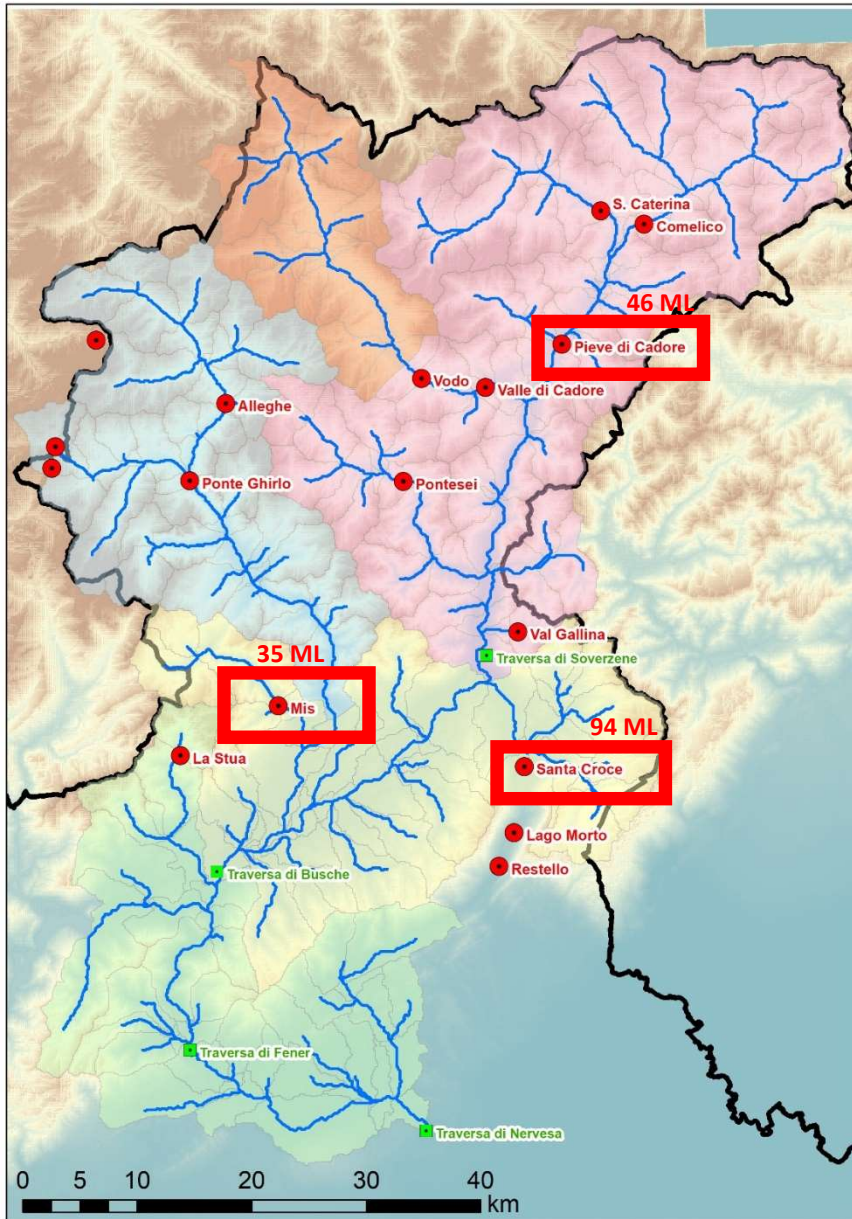 S. Caterina
Comelico
46 ML
Pieve di Cadore
Vodo
Valle di Cadore
Alleghe
Ponte Ghirlo
Pontesei
Val Gallina
Traversa di Soverzene
35 ML
Mis
94 ML
La Stua
Santa Croce
Lago Morto
Restello
Traversa di Busche
Traversa di Fener
Traversa di Nervesa
0 5 10 20 30 40
km